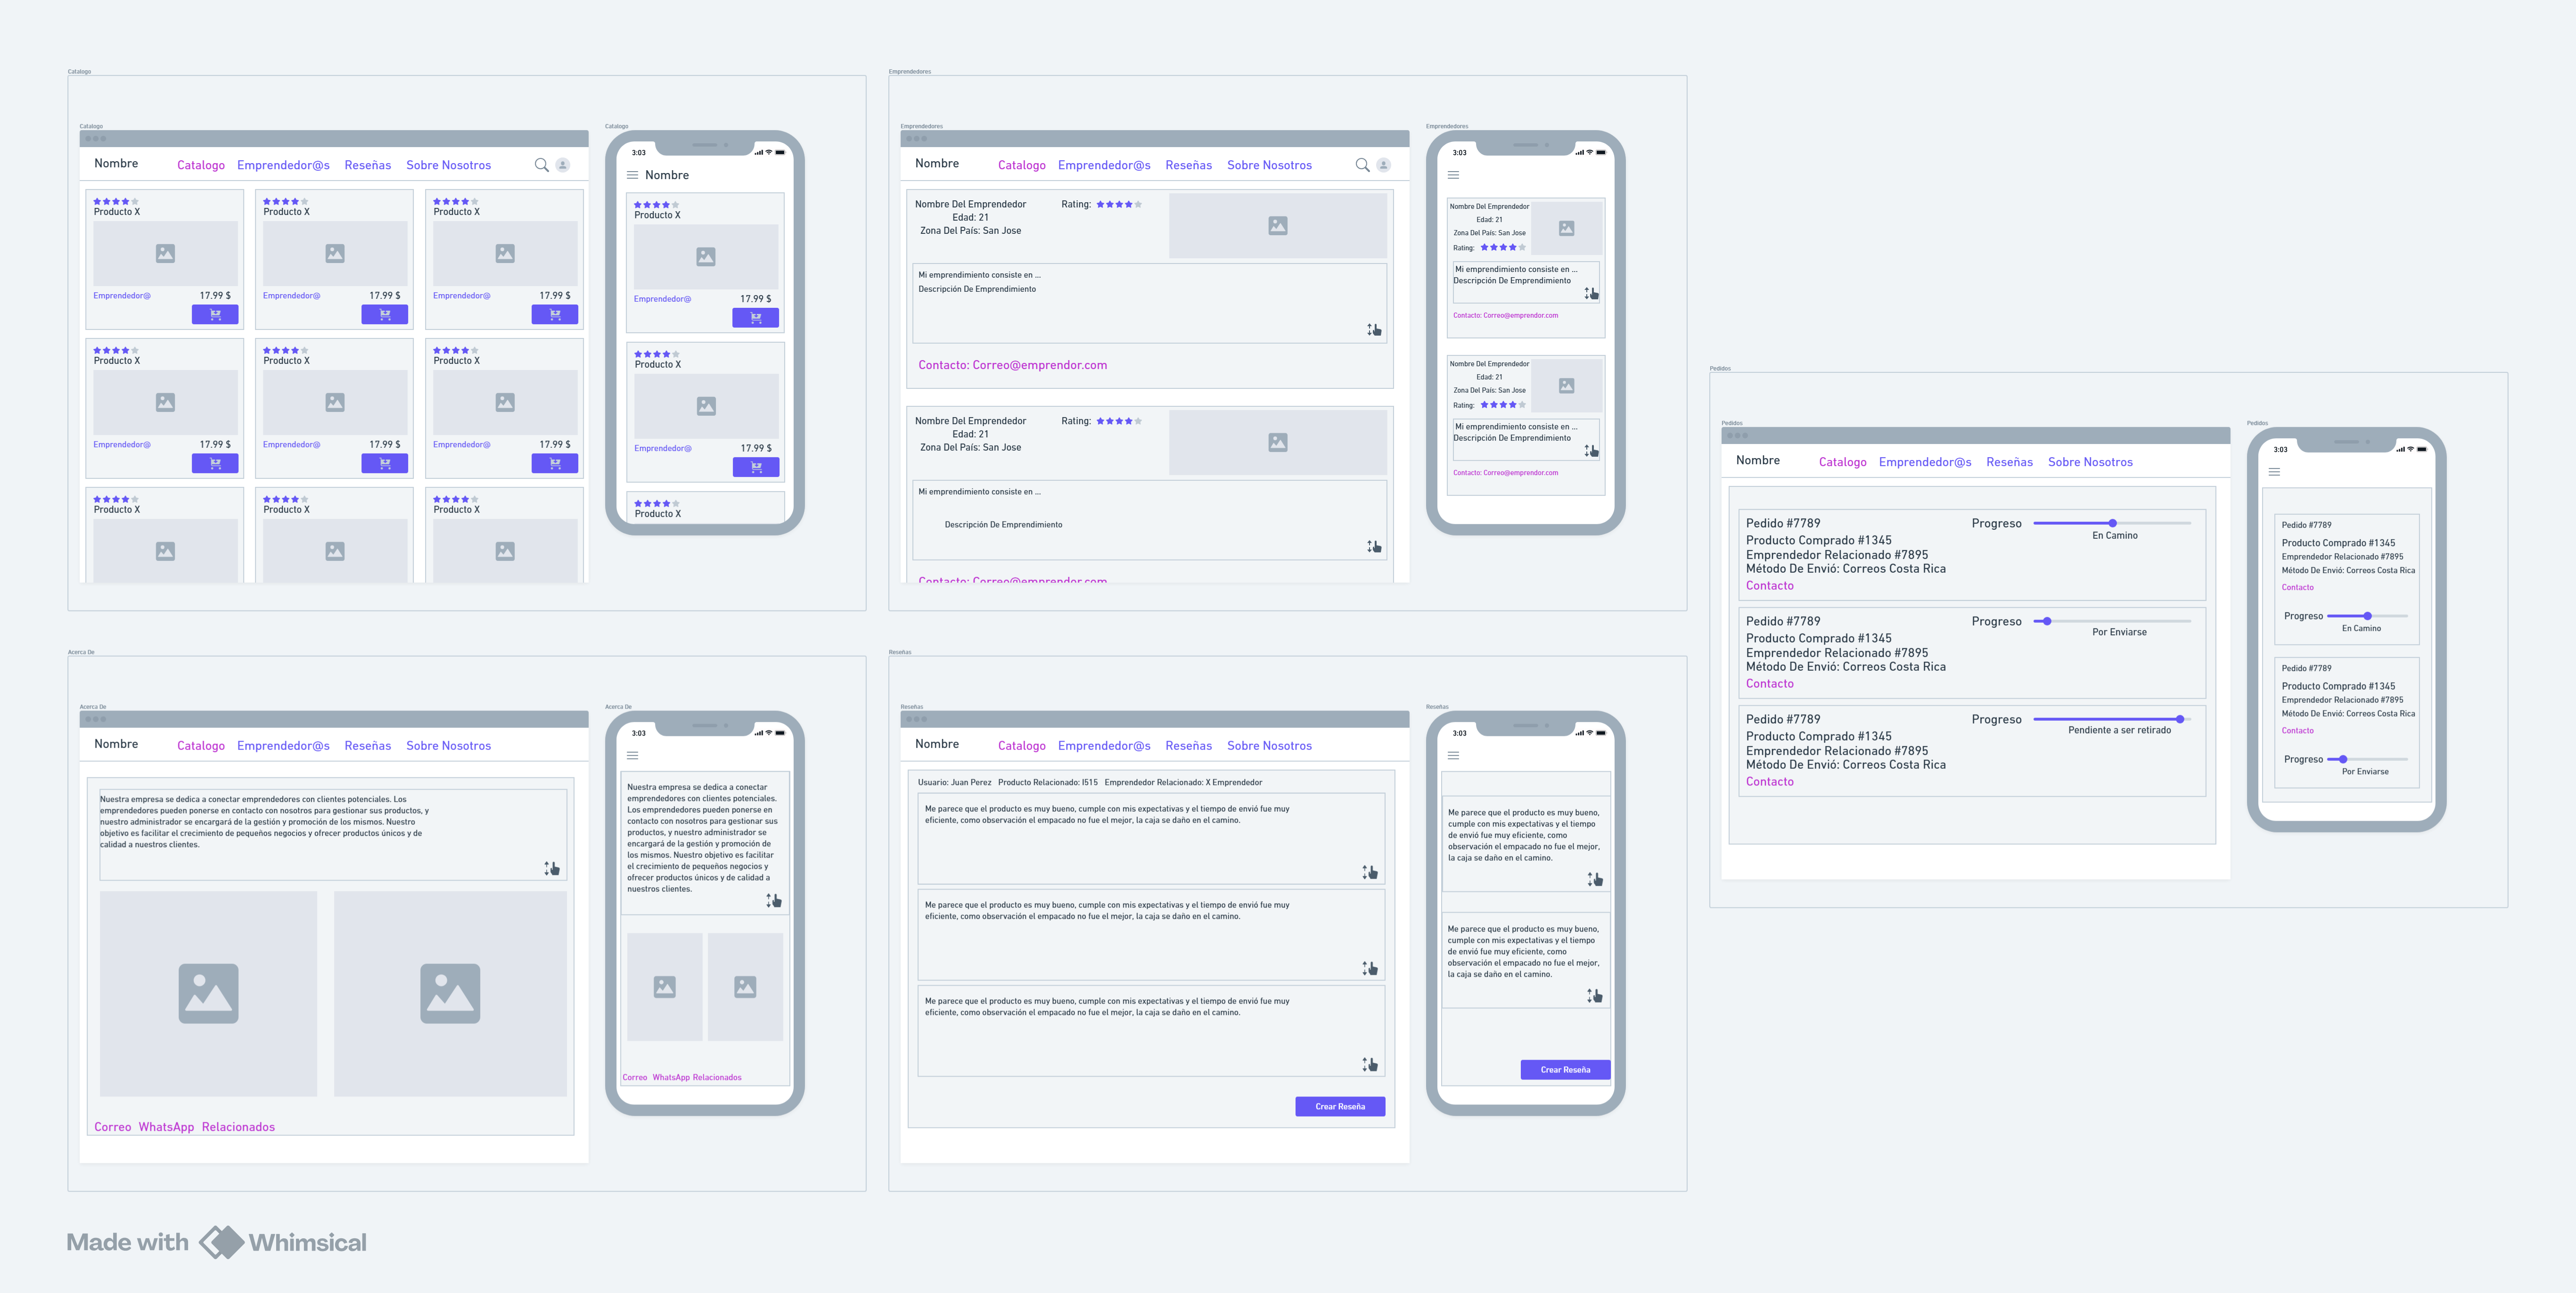 Catalogo
Catalogo
Nombre
Catalogo Emprendedor@s Reseñas Sobre Nosotros
Producto X Producto X Producto X
Emprendedor@ 17.99 $ Emprendedor@ 17.99 $ Emprendedor@ 17.99 $
Producto X Producto X Producto X
Emprendedor@ 17.99 $ Emprendedor@ 17.99 $ Emprendedor@ 17.99 $
Producto X Producto X Producto X
Catalogo
3:03
Nombre
Producto X
Emprendedor@ 17.99 $
Producto X
Emprendedor@ 17.99 $
Producto X
Emprendedores
Emprendedores
Nombre
Catalogo Emprendedor@s Reseñas Sobre Nosotros
Nombre Del Emprendedor Rating:
Edad: 21
Zona Del País: San Jose
Mi emprendimiento consiste en ...
Descripción De Emprendimiento
Contacto: Correo@emprendor.com
Nombre Del Emprendedor Rating:
Edad: 21
Zona Del País: San Jose
Mi emprendimiento consiste en ...
Descripción De Emprendimiento
Contacto: Correo@emprendor.com
Emprendedores
3:03
Nombre Del Emprendedor
Edad: 21
Zona Del País: San Jose
Rating:
Mi emprendimiento consiste en ...
Descripción De Emprendimiento
Contacto: Correo@emprendor.com
Nombre Del Emprendedor
Edad: 21
Zona Del País: San Jose
Rating:
Mi emprendimiento consiste en ...
Descripción De Emprendimiento
Contacto: Correo@emprendor.com
Pedidos
Pedidos
Nombre
Catalogo Emprendedor@s Reseñas Sobre Nosotros
Pedido #7789 Progreso
En Camino
Producto Comprado #1345
Emprendedor Relacionado #7895
Método De Envió: Correos Costa Rica
Contacto
Pedido #7789 Progreso
Por Enviarse
Producto Comprado #1345
Emprendedor Relacionado #7895
Método De Envió: Correos Costa Rica
Contacto
Pedido #7789 Progreso
Pendiente a ser retirado
Producto Comprado #1345
Emprendedor Relacionado #7895
Método De Envió: Correos Costa Rica
Contacto
Pedidos
3:03
Pedido #7789
Producto Comprado #1345
Emprendedor Relacionado #7895
Método De Envió: Correos Costa Rica
Contacto
Progreso
En Camino
Pedido #7789
Producto Comprado #1345
Emprendedor Relacionado #7895
Método De Envió: Correos Costa Rica
Contacto
Progreso
Por Enviarse
Acerca De
Acerca De
Nombre
Catalogo Emprendedor@s Reseñas Sobre Nosotros
Nuestra empresa se dedica a conectar emprendedores con clientes potenciales. Los
emprendedores pueden ponerse en contacto con nosotros para gestionar sus productos, y
nuestro administrador se encargará de la gestión y promoción de los mismos. Nuestro
objetivo es facilitar el crecimiento de pequeños negocios y ofrecer productos únicos y de
calidad a nuestros clientes.
Correo WhatsApp Relacionados
Acerca De
3:03
Nuestra empresa se dedica a conectar
emprendedores con clientes potenciales.
Los emprendedores pueden ponerse en
contacto con nosotros para gestionar sus
productos, y nuestro administrador se
encargará de la gestión y promoción de
los mismos. Nuestro objetivo es facilitar
el crecimiento de pequeños negocios y
ofrecer productos únicos y de calidad a
nuestros clientes.
Correo WhatsApp Relacionados
Reseñas
Reseñas
Nombre
Catalogo Emprendedor@s Reseñas Sobre Nosotros
Usuario: Juan Perez Producto Relacionado: I515 Emprendedor Relacionado: X Emprendedor
Me parece que el producto es muy bueno, cumple con mis expectativas y el tiempo de envió fue muy
eficiente, como observación el empacado no fue el mejor, la caja se daño en el camino.
Me parece que el producto es muy bueno, cumple con mis expectativas y el tiempo de envió fue muy
eficiente, como observación el empacado no fue el mejor, la caja se daño en el camino.
Me parece que el producto es muy bueno, cumple con mis expectativas y el tiempo de envió fue muy
eficiente, como observación el empacado no fue el mejor, la caja se daño en el camino.
Crear Reseña
Reseñas
3:03
Me parece que el producto es muy bueno,
cumple con mis expectativas y el tiempo
de envió fue muy eficiente, como
observación el empacado no fue el mejor,
la caja se daño en el camino.
Me parece que el producto es muy bueno,
cumple con mis expectativas y el tiempo
de envió fue muy eficiente, como
observación el empacado no fue el mejor,
la caja se daño en el camino.
Crear Reseña
Made with Whimsical